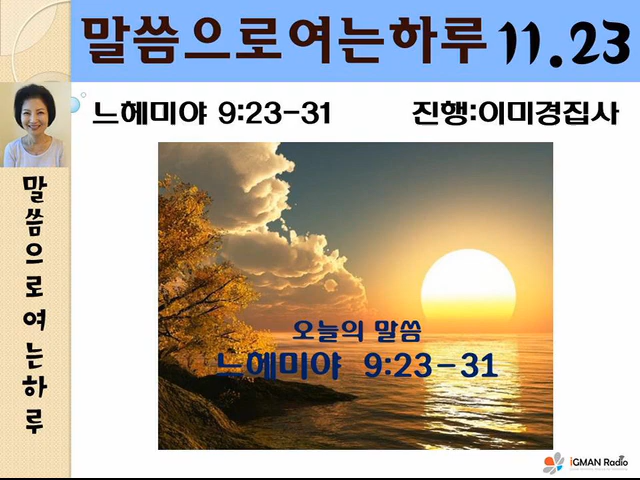 말씀으로여는하루 11.23
느헤미야 9:23-31 진행:이미경집사
말씀으로여는하루
오늘의 말씀
느헤미야 9:23-31
iGMAN Radio